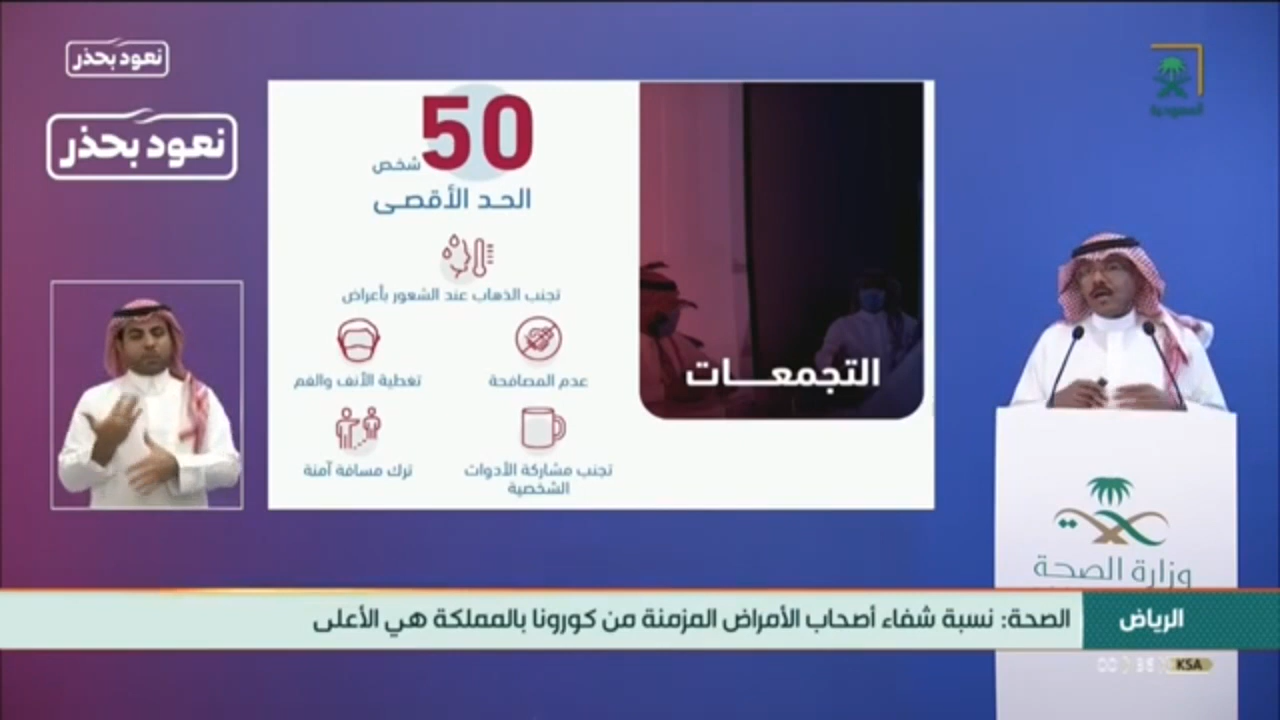 نعود بحذر
السعودية
نعود بحذر
50 شخص
الحد الأقصى
تجنب الذهاب عند الشعور بأعراض
عدم المصافحة
تغطية الأنف والفم
تجنب مشاركة الأدوات
الشخصية
ترك مسافة آمنة
التجمعات
وزارة الصحة
الرياض
الصحة: نسبة شفاء أصحاب الأمراض المزمنة من كورونا بالمملكة هي الأعلى
KSA